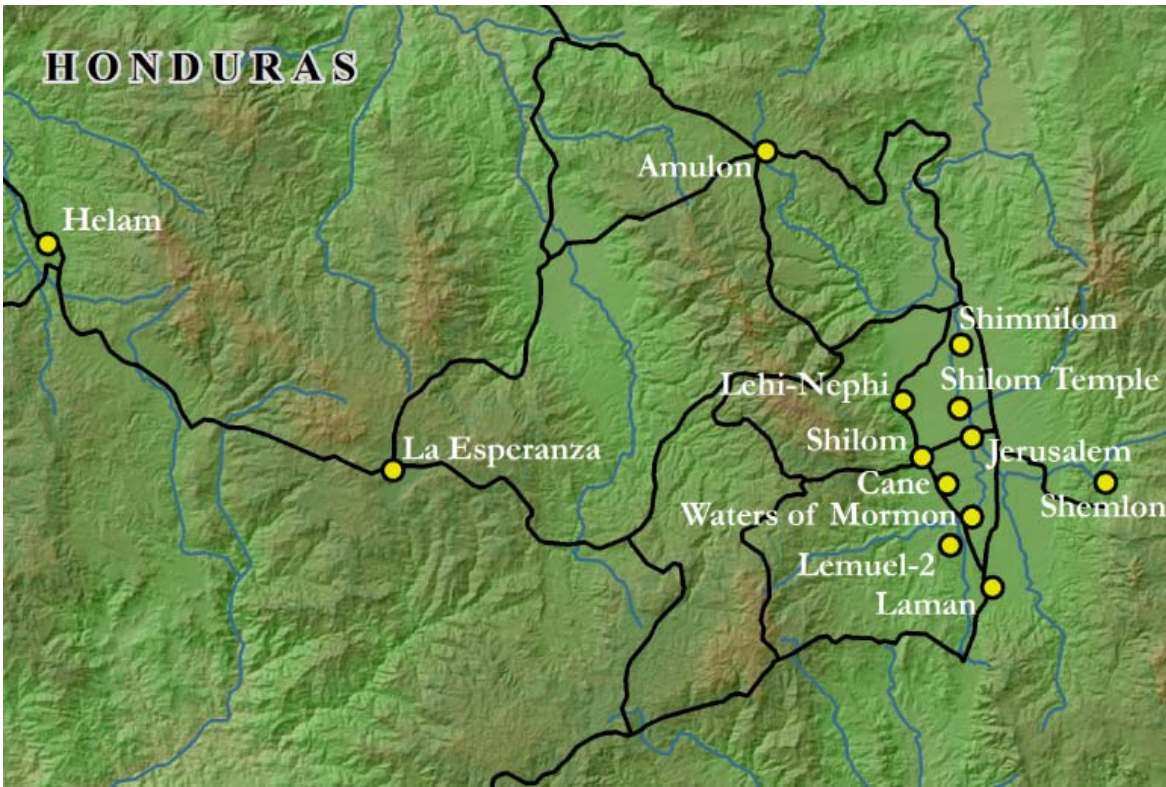 HONDURAS
Amulon
Helam
Shimnilom
Lehi-Nephi
Shilom Temple
Shilom
Jerusalem
La Esperanza
Cane
Shemlon
Waters of Mormon
Lemuel-2
Laman